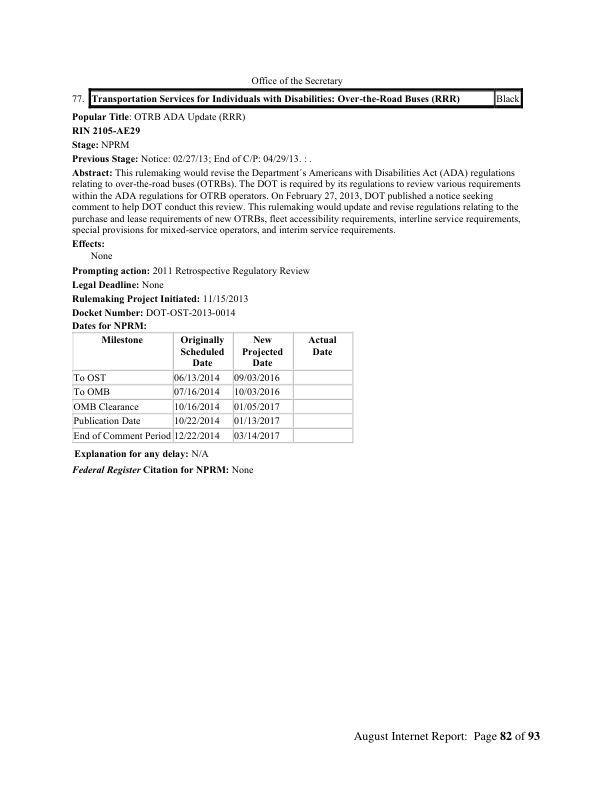 Office of the Secretary
77. Transportation Services for Individuals with Disabilities: Over-the-Road Buses (RRR) Black
Popular Title: OTRB ADA Update (RRR)
RIN 2105-AE29
Stage: NPRM
Previous Stage: Notice: 02/27/13; End of C/P: 04/29/13. : .
Abstract: This rulemaking would revise the Department´s Americans with Disabilities Act (ADA) regulations
relating to over-the-road buses (OTRBs). The DOT is required by its regulations to review various requirements
within the ADA regulations for OTRB operators. On February 27, 2013, DOT published a notice seeking
comment to help DOT conduct this review. This rulemaking would update and revise regulations relating to the
purchase and lease requirements of new OTRBs, fleet accessibility requirements, interline service requirements,
special provisions for mixed-service operators, and interim service requirements.
Effects:
None
Prompting action: 2011 Retrospective Regulatory Review
Legal Deadline: None
Rulemaking Project Initiated: 11/15/2013
Docket Number: DOT-OST-2013-0014
Dates for NPRM:
Milestone Originally New Actual
Scheduled Projected Date
Date Date
To OST 06/13/2014 09/03/2016
To OMB 07/16/2014 10/03/2016
OMB Clearance 10/16/2014 01/05/2017
Publication Date 10/22/2014 01/13/2017
End of Comment Period 12/22/2014 03/14/2017
Explanation for any delay: N/A
Federal Register Citation for NPRM: None
August Internet Report: Page 82 of 93